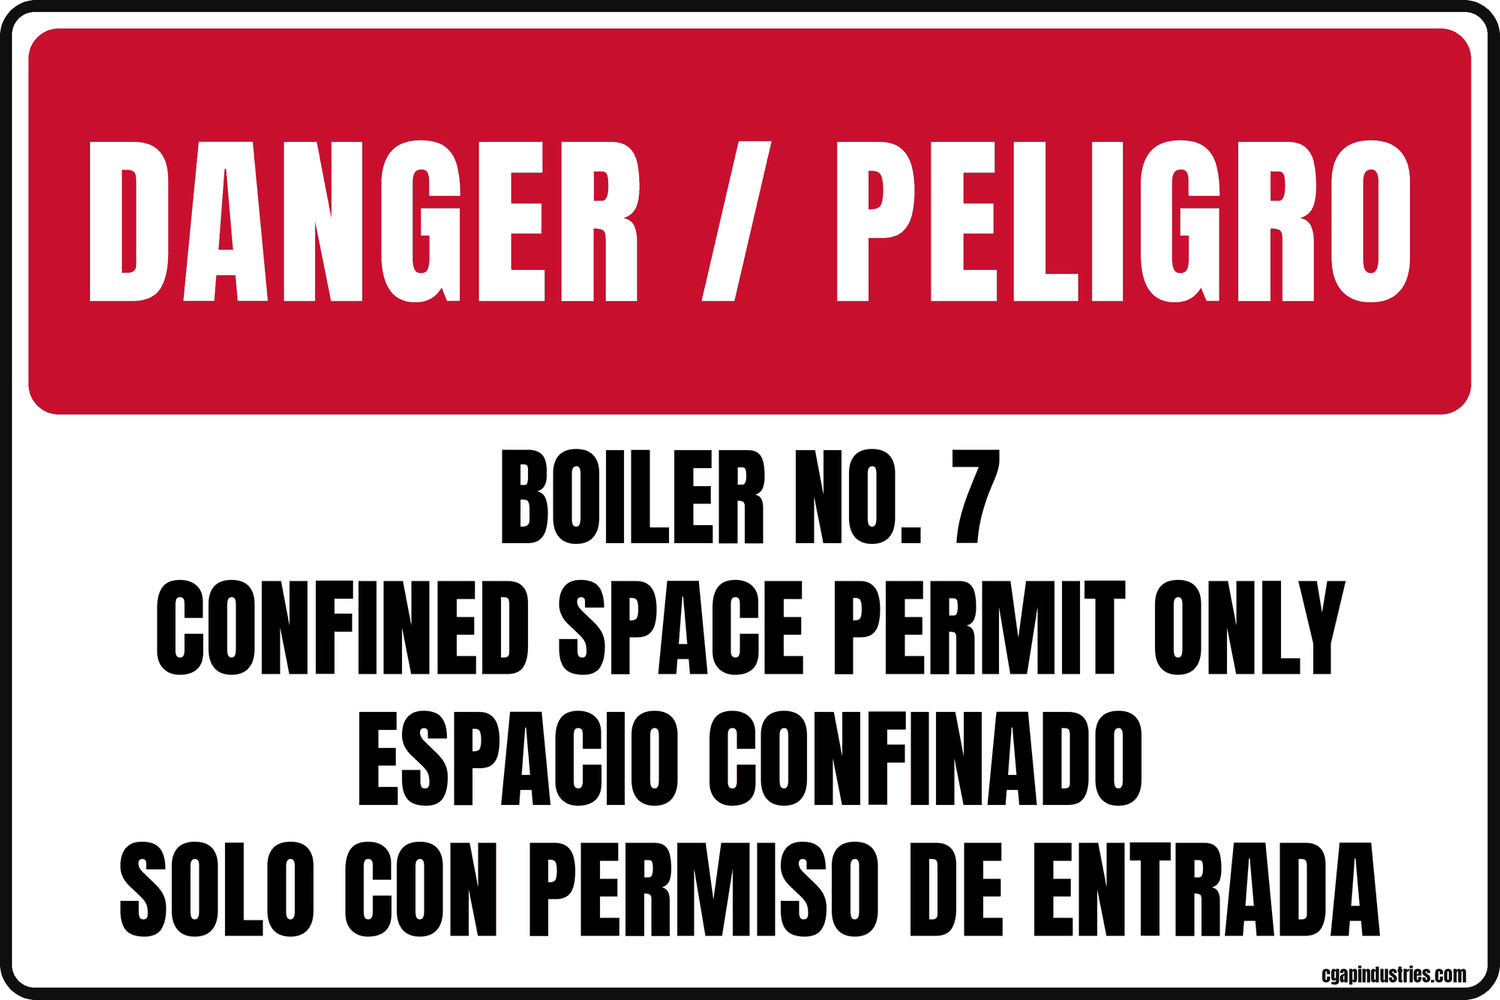 DANGER / PELIGRO
BOILER NO. 7
CONFINED SPACE PERMIT ONLY
ESPACIO CONFINADO
SOLO CON PERMISO DE ENTRADA
cgapindustries.com